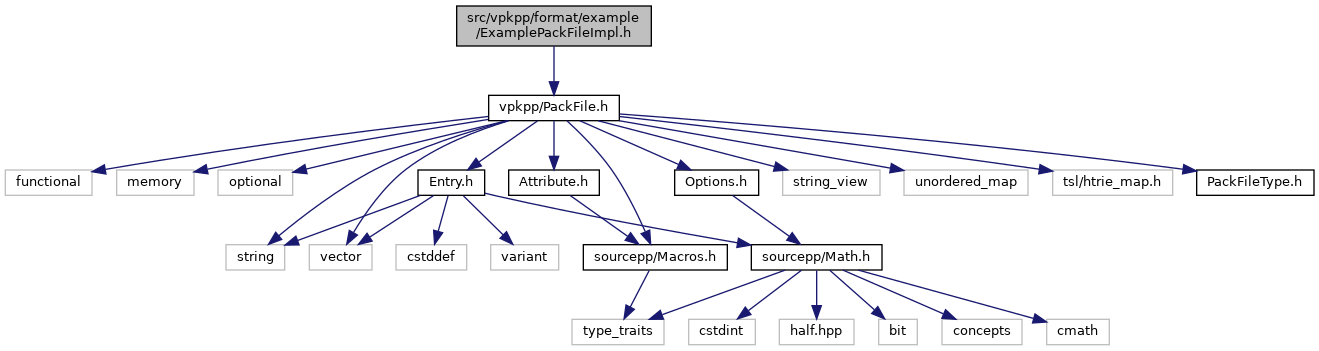 src/vpkpp/format/example
/ExamplePackFileImpl.h
vpkpp/PackFile.h
functional
memory
optional
Entry.h
Attribute.h
Options.h
string_view
unordered_map
tsl/htrie_map.h
PackFileType.h
string
vector
cstddef
variant
sourcepp/Macros.h
sourcepp/Math.h
type_traits
cstdint
half.hpp
bit
concepts
cmath